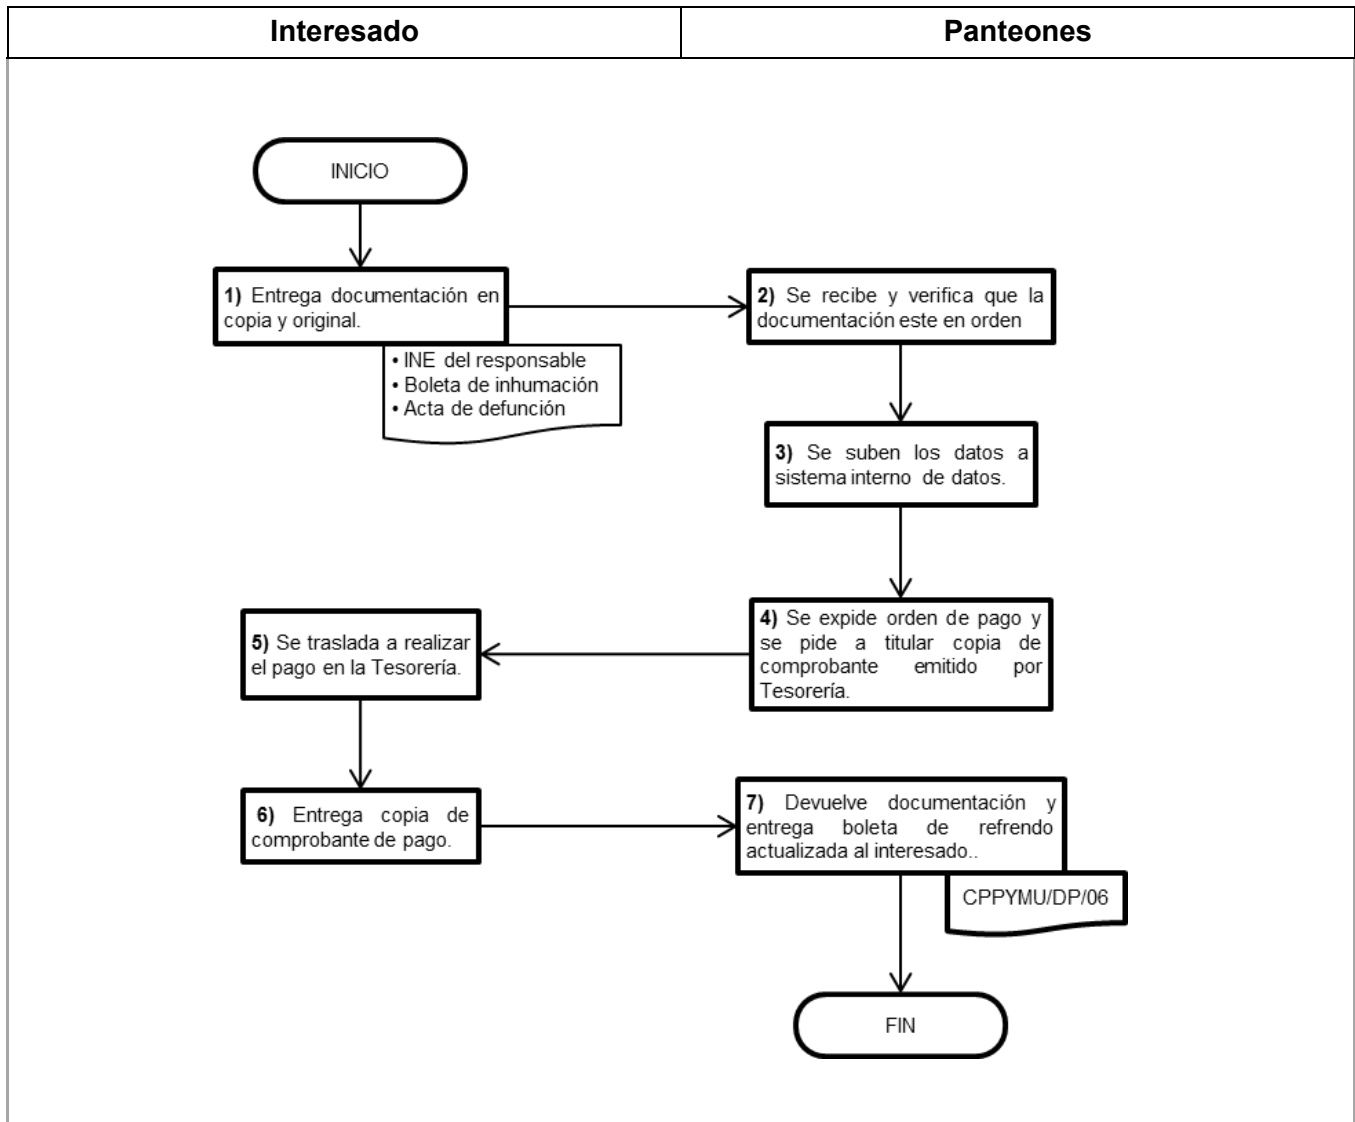 Interesado
Panteones
INICIO
1) Entrega documentación en
copia y original.
• INE del responsable
• Boleta de inhumación
• Acta de defunción
2) Se recibe y verifica que la
documentación este en orden
3) Se suben los datos a
sistema interno de datos.
4) Se expide orden de pago y
se pide a titular copia de
comprobante emitido por
Tesorería.
5) Se traslada a realizar
el pago en la Tesorería.
6) Entrega copia de
comprobante de pago.
7) Devuelve documentación y
entrega boleta de refrendo
actualizada al interesado..
CPPYMU/DP/06
FIN